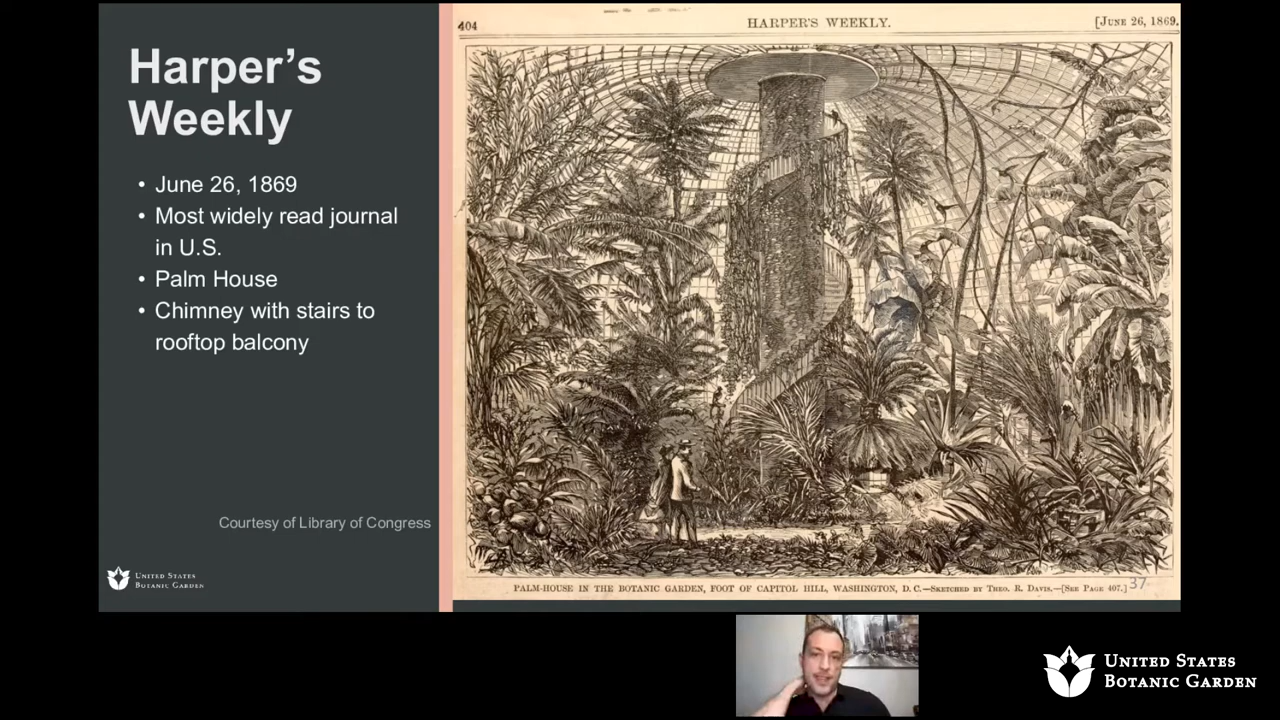 Harper’s
Weekly
• June 26, 1869
• Most widely read journal
in U.S.
• Palm House
• Chimney with stairs to
rooftop balcony
Courtesy of Library of Congress
United States
Botanic Garden
404
HARPER'S WEEKLY.
[June 26, 1869.
PALM-HOUSE IN THE BOTANIC GARDEN, FOOT OF CAPITOL HILL, WASHINGTON, D. C.—Sketched by Theo. R. Davis.—[See Page 407.]
37
United States
Botanic Garden